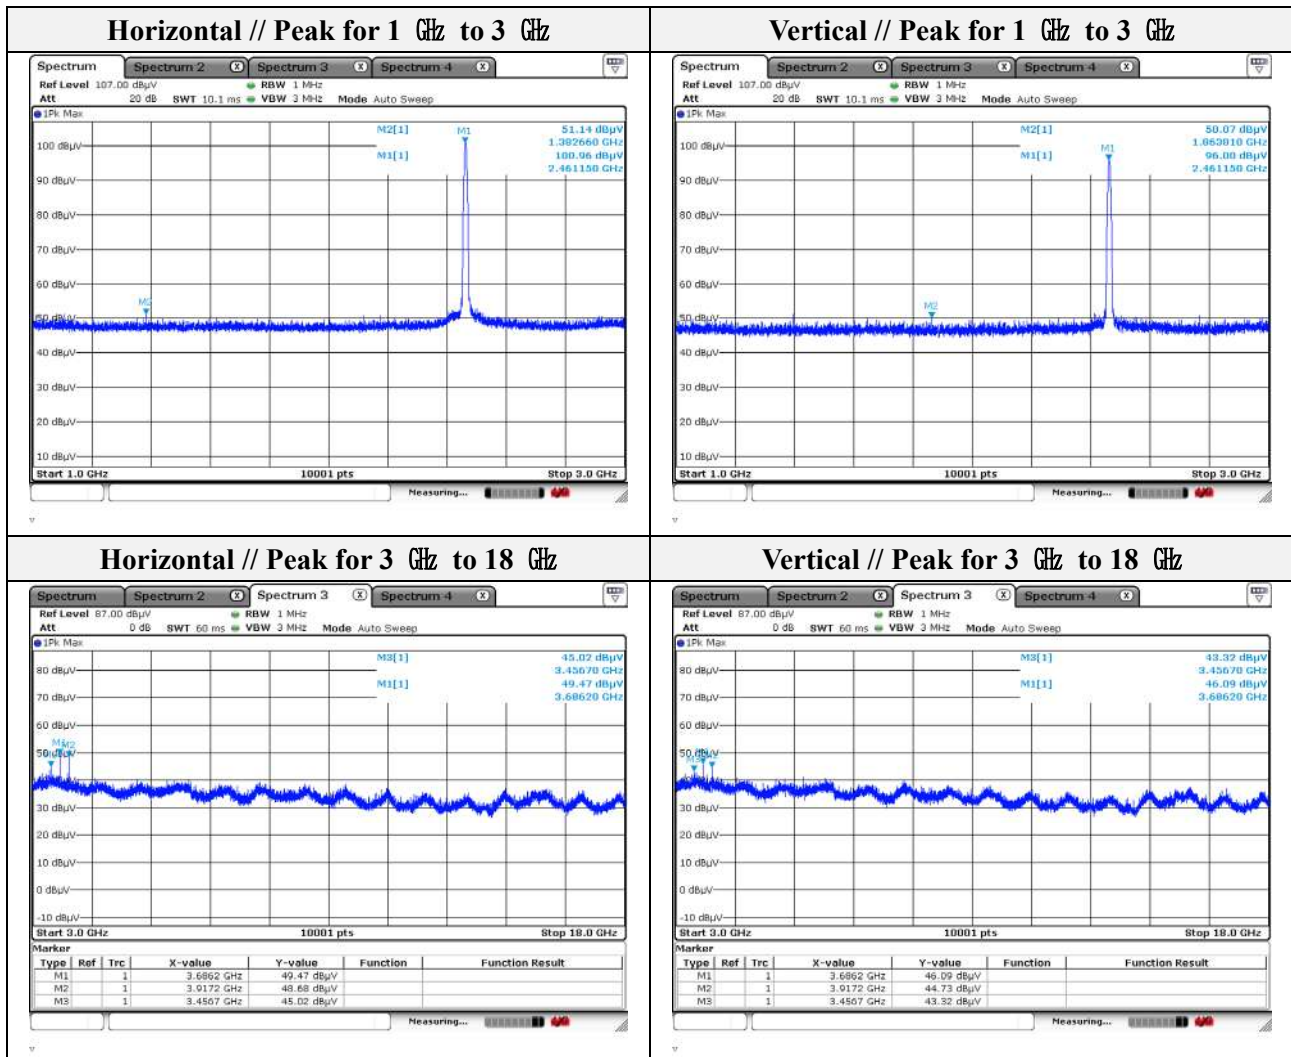 Horizontal // Peak for 1 ㎓ to 3 ㎓
Spectrum Spectrum 2 Spectrum 3 Spectrum 4
Ref Level 107.00 dBµV RBW 1 MHz
Att 20 dB SWT 10.1 ms VBW 3 MHz Mode Auto Sweep
1Pk Max
M2[1] 51.14 dBµV
1.382660 GHz
M1[1] 100.96 dBµV
2.461150 GHz
M1
100 dBµV
90 dBµV
80 dBµV
70 dBµV
60 dBµV
M2
50 dBµV
40 dBµV
30 dBµV
20 dBµV
10 dBµV
Start 1.0 GHz 10001 pts Stop 3.0 GHz
Measuring...
Vertical // Peak for 1 ㎓ to 3 ㎓
Spectrum Spectrum 2 Spectrum 3 Spectrum 4
Ref Level 107.00 dBµV RBW 1 MHz
Att 20 dB SWT 10.1 ms VBW 3 MHz Mode Auto Sweep
1Pk Max
M2[1] 50.07 dBµV
1.863810 GHz
M1[1] 96.00 dBµV
2.461150 GHz
M1
100 dBµV
90 dBµV
80 dBµV
70 dBµV
60 dBµV
M2
50 dBµV
40 dBµV
30 dBµV
20 dBµV
10 dBµV
Start 1.0 GHz 10001 pts Stop 3.0 GHz
Measuring...
Horizontal // Peak for 3 ㎓ to 18 ㎓
Spectrum Spectrum 2 Spectrum 3 Spectrum 4
Ref Level 87.00 dBµV RBW 1 MHz
Att 0 dB SWT 60 ms VBW 3 MHz Mode Auto Sweep
1Pk Max
M3[1] 45.02 dBµV
3.45670 GHz
M1[1] 49.47 dBµV
3.68620 GHz
80 dBµV
70 dBµV
60 dBµV
M1 M2
50 dBµV
30 dBµV
20 dBµV
10 dBµV
0 dBµV
-10 dBµV
Start 3.0 GHz 10001 pts Stop 18.0 GHz
Marker
Type Ref Trc X-value Y-value Function Function Result
M1 1 3.6862 GHz 49.47 dBµV
M2 1 3.9172 GHz 48.68 dBµV
M3 1 3.4567 GHz 45.02 dBµV
Measuring...
Vertical // Peak for 3 ㎓ to 18 ㎓
Spectrum Spectrum 2 Spectrum 3 Spectrum 4
Ref Level 87.00 dBµV RBW 1 MHz
Att 0 dB SWT 60 ms VBW 3 MHz Mode Auto Sweep
1Pk Max
M3[1] 43.32 dBµV
3.45670 GHz
M1[1] 46.09 dBµV
3.68620 GHz
80 dBµV
70 dBµV
60 dBµV
50 dBµV
M3
40 dBµV
30 dBµV
20 dBµV
10 dBµV
0 dBµV
-10 dBµV
Start 3.0 GHz 10001 pts Stop 18.0 GHz
Marker
Type Ref Trc X-value Y-value Function Function Result
M1 1 3.6862 GHz 46.09 dBµV
M2 1 3.9172 GHz 44.73 dBµV
M3 1 3.4567 GHz 43.32 dBµV
Measuring...